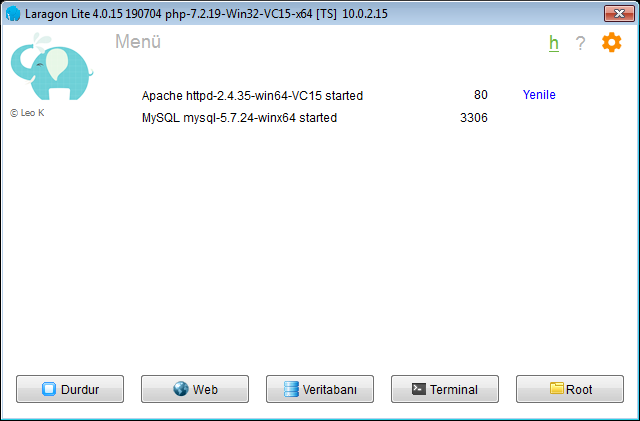 Laragon Lite 4.0.15 190704 php-7.2.19-Win32-VC15-x64 [TS] 10.0.2.15
Menü
h ?
Apache httpd-2.4.35-win64-VC15 started 80 Yenile
© Leo K
MySQL mysql-5.7.24-winx64 started 3306
Durdur Web Veritabanı Terminal Root